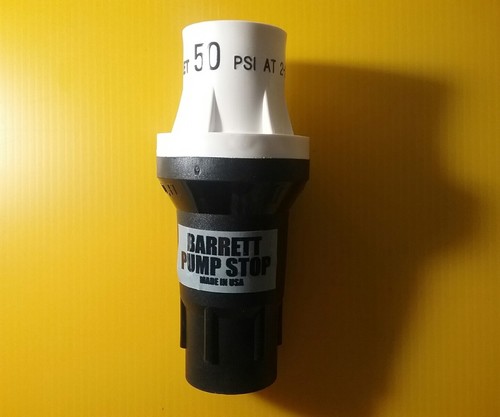 50 PSI AT
BARRETT
PUMP STOP
MADE IN USA